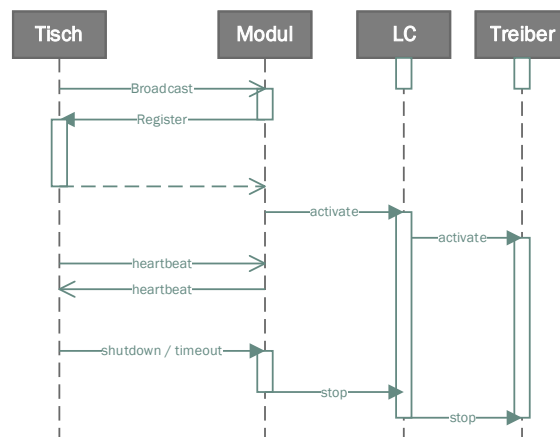 Tisch
Modul
LC
Treiber
Broadcast
Register
activate
activate
heartbeat
heartbeat
shutdown / timeout
stop
stop